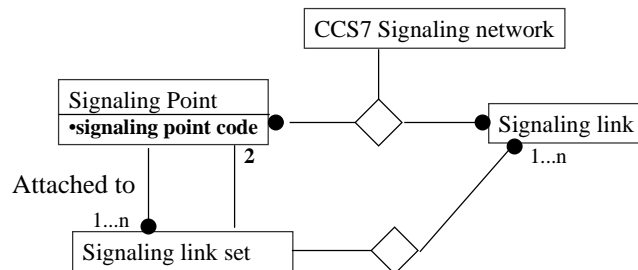 CCS7 Signaling network
Signaling Point
•signaling point code
Signaling link
2
1...n
Attached to
1...n
Signaling link set